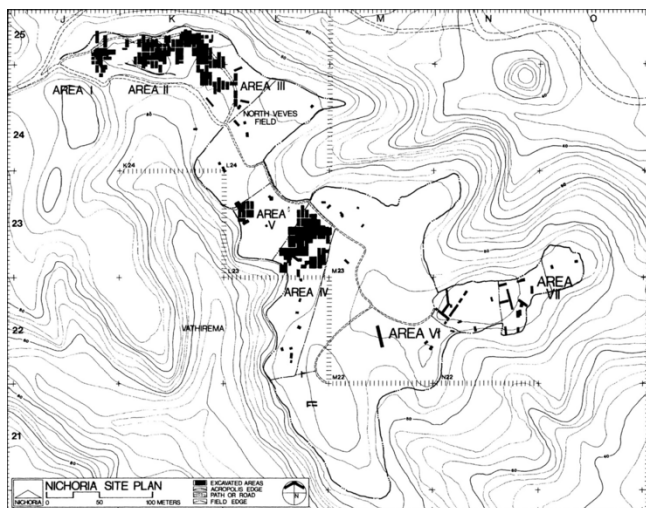 J K L M N O
25
AREA I AREA II AREA III
NORTH VEVES
FIELD
24
K24 L24
23
AREA
V
L23 M23
AREA IV
AREA
VII
22
VATHIREMA
AREA VI
M22 N22
21
NICHORIA
NICHORIA SITE PLAN
0 50 100 METERS
EXCAVATED AREAS
ACROPOLIS EDGE
PATH OR ROAD
FIELD EDGE
N